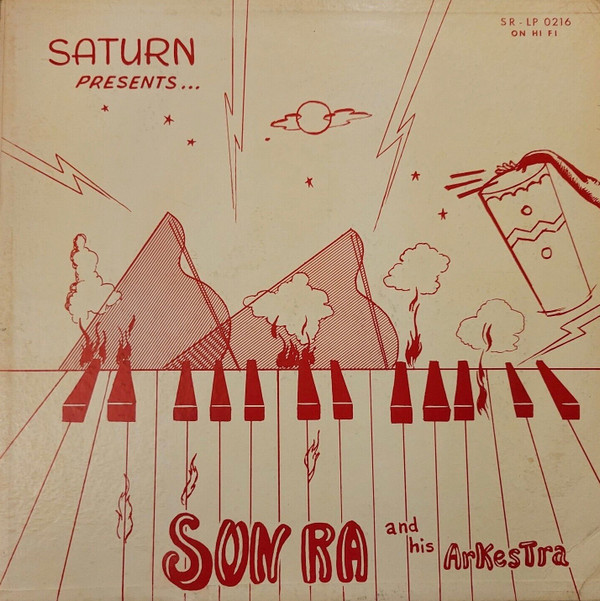 SATURN
PRESENTS...
SR - LP 0216
ON HI FI
SON RA and his ArKesTra